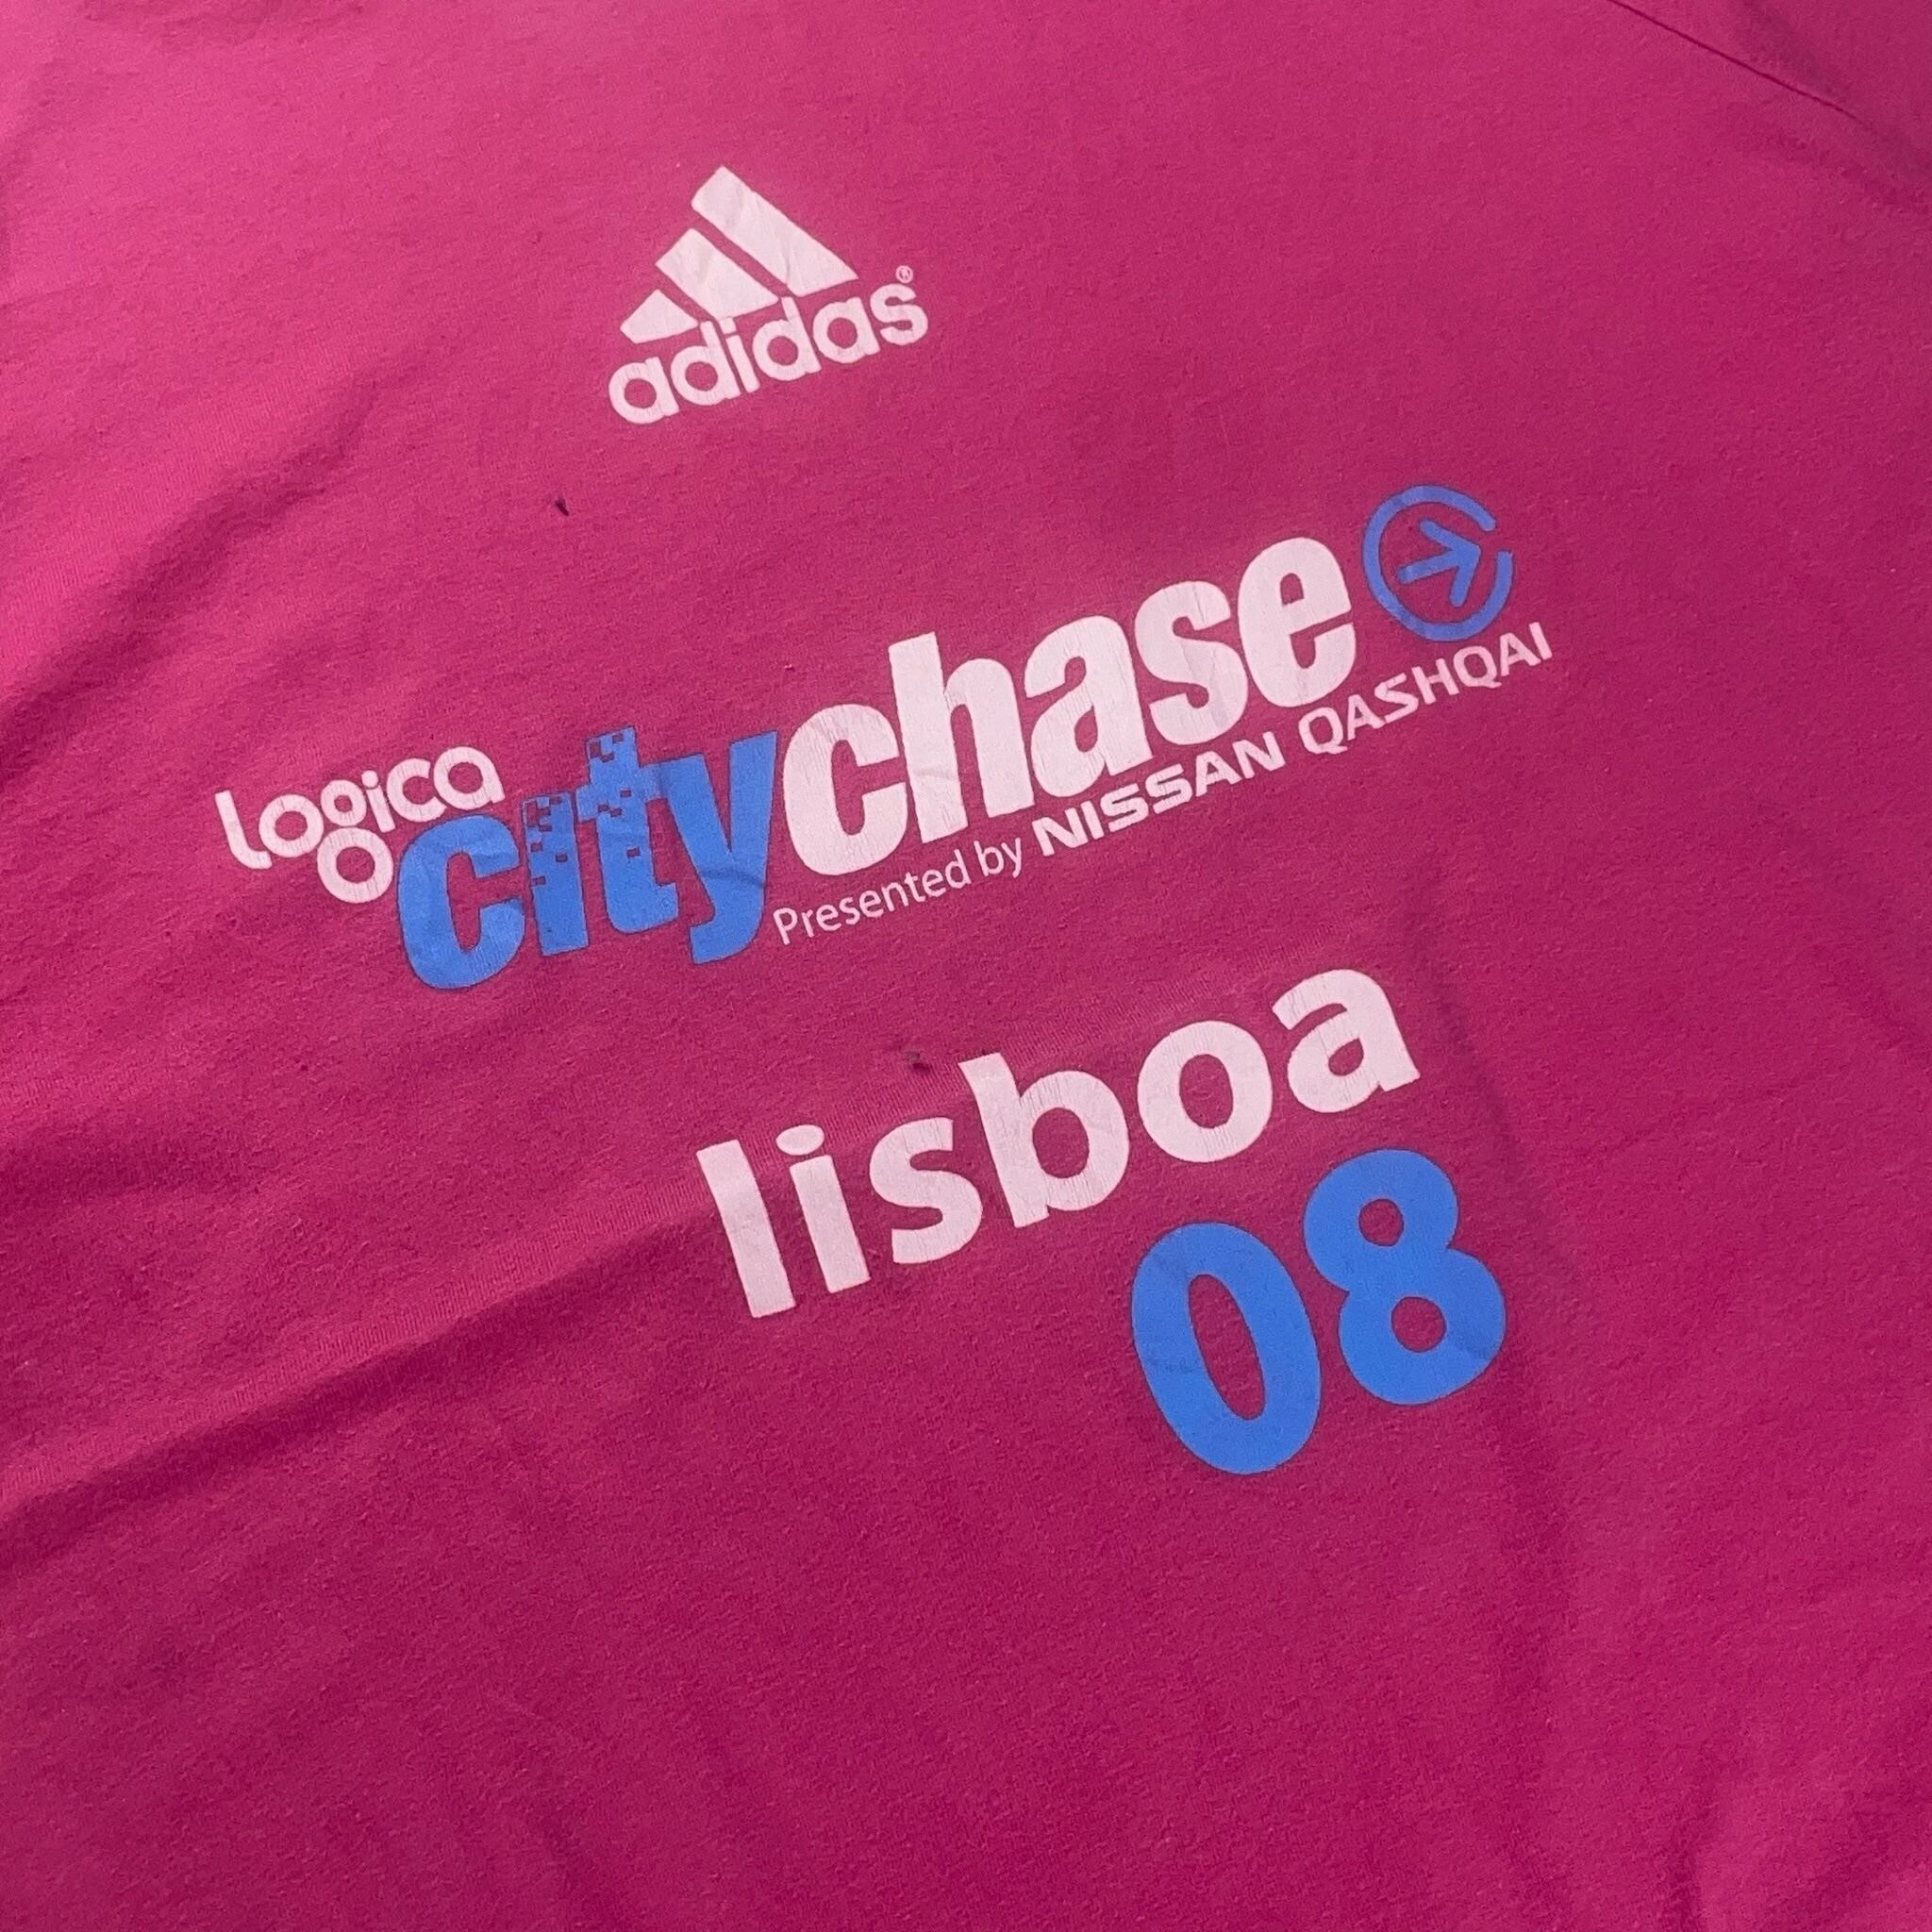 adidas®
Logica citychase
Presented by NISSAN QASHQAI
lisboa
08